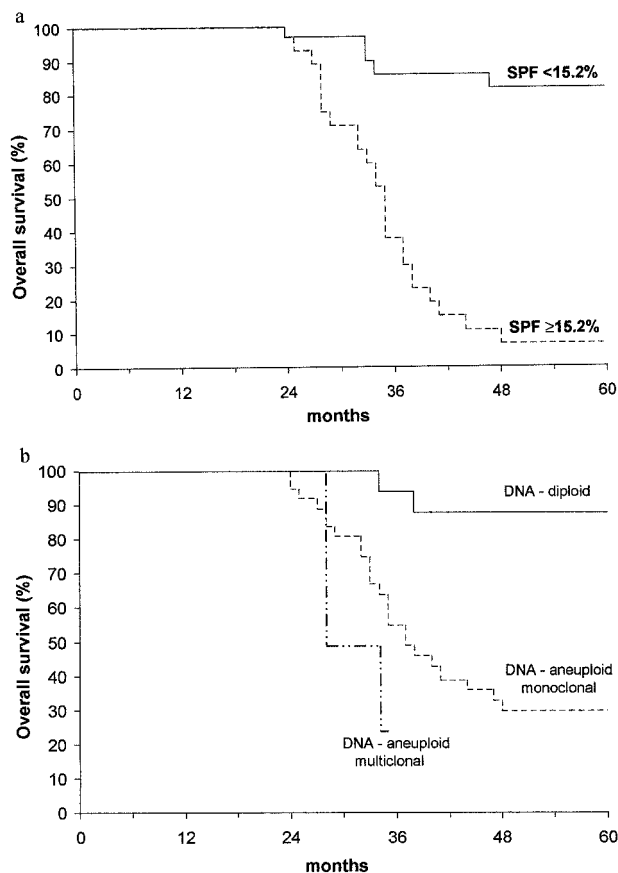 a
100
90
80
70
60
50
40
30
20
10
0
Overall survival (%)
SPF <15.2%
SPF ≥15.2%
0 12 24 36 48 60
months
b
100
90
80
70
60
50
40
30
20
10
0
Overall survival (%)
DNA - diploid
DNA - aneuploid
monoclonal
DNA - aneuploid
multiclonal
0 12 24 36 48 60
months